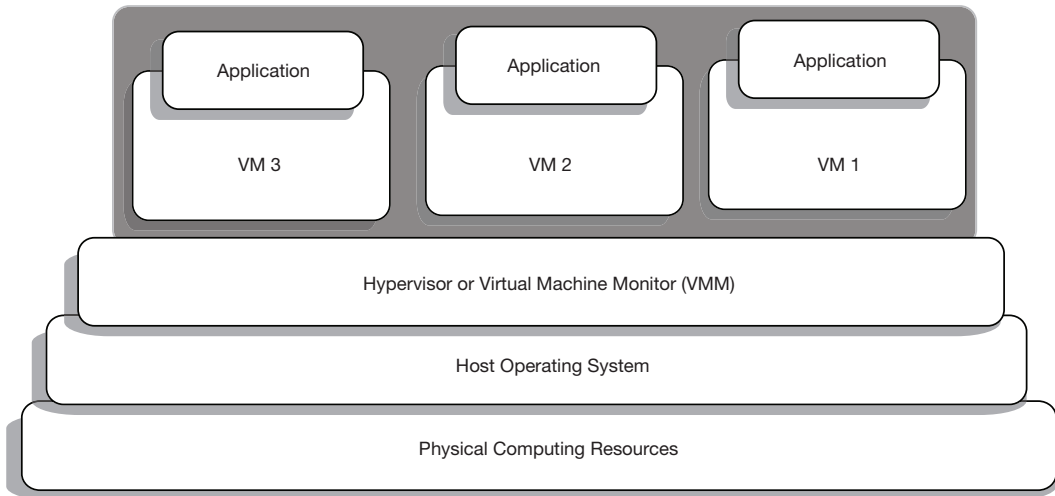 Application
Application
Application
VM 3
VM 2
VM 1
Hypervisor or Virtual Machine Monitor (VMM)
Host Operating System
Physical Computing Resources